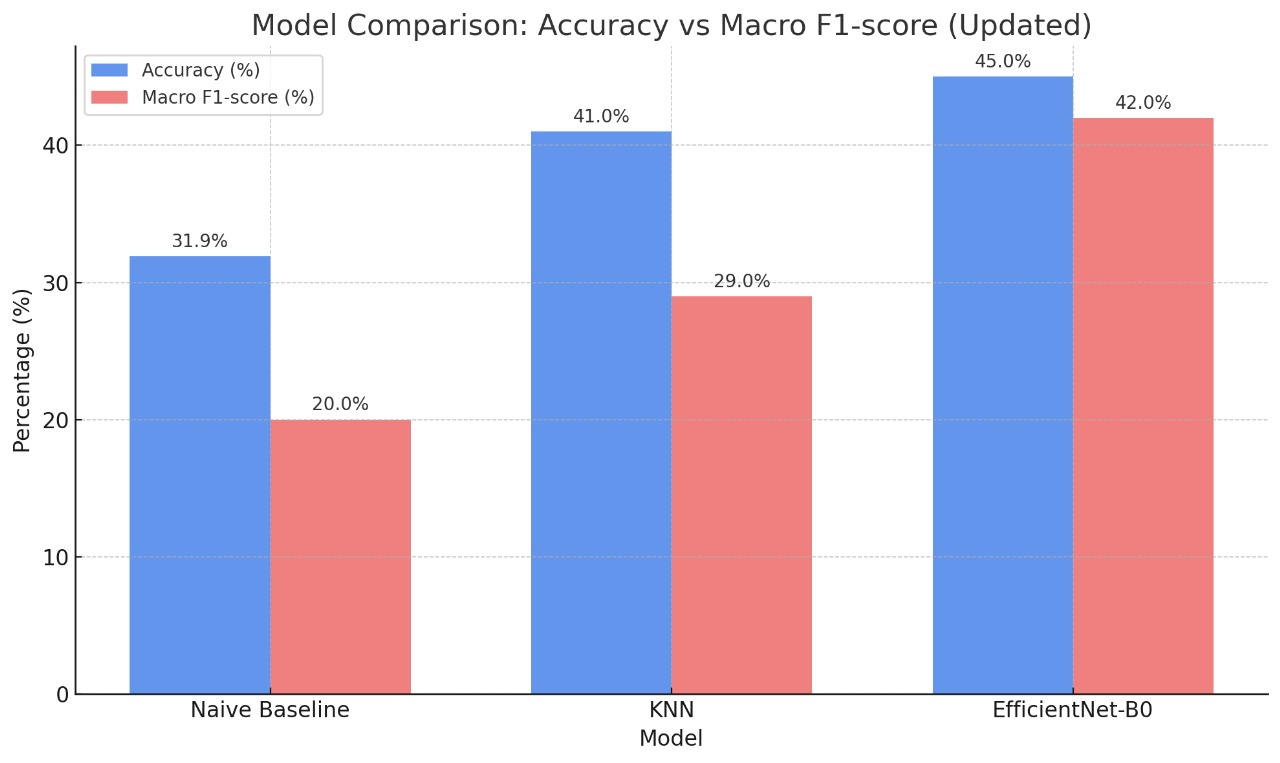 Model Comparison: Accuracy vs Macro F1-score (Updated)
Accuracy (%)
Macro F1-score (%)
45.0%
42.0%
41.0%
31.9%
29.0%
20.0%
40
30
20
10
0
Percentage (%)
Naive Baseline
KNN
EfficientNet-B0
Model